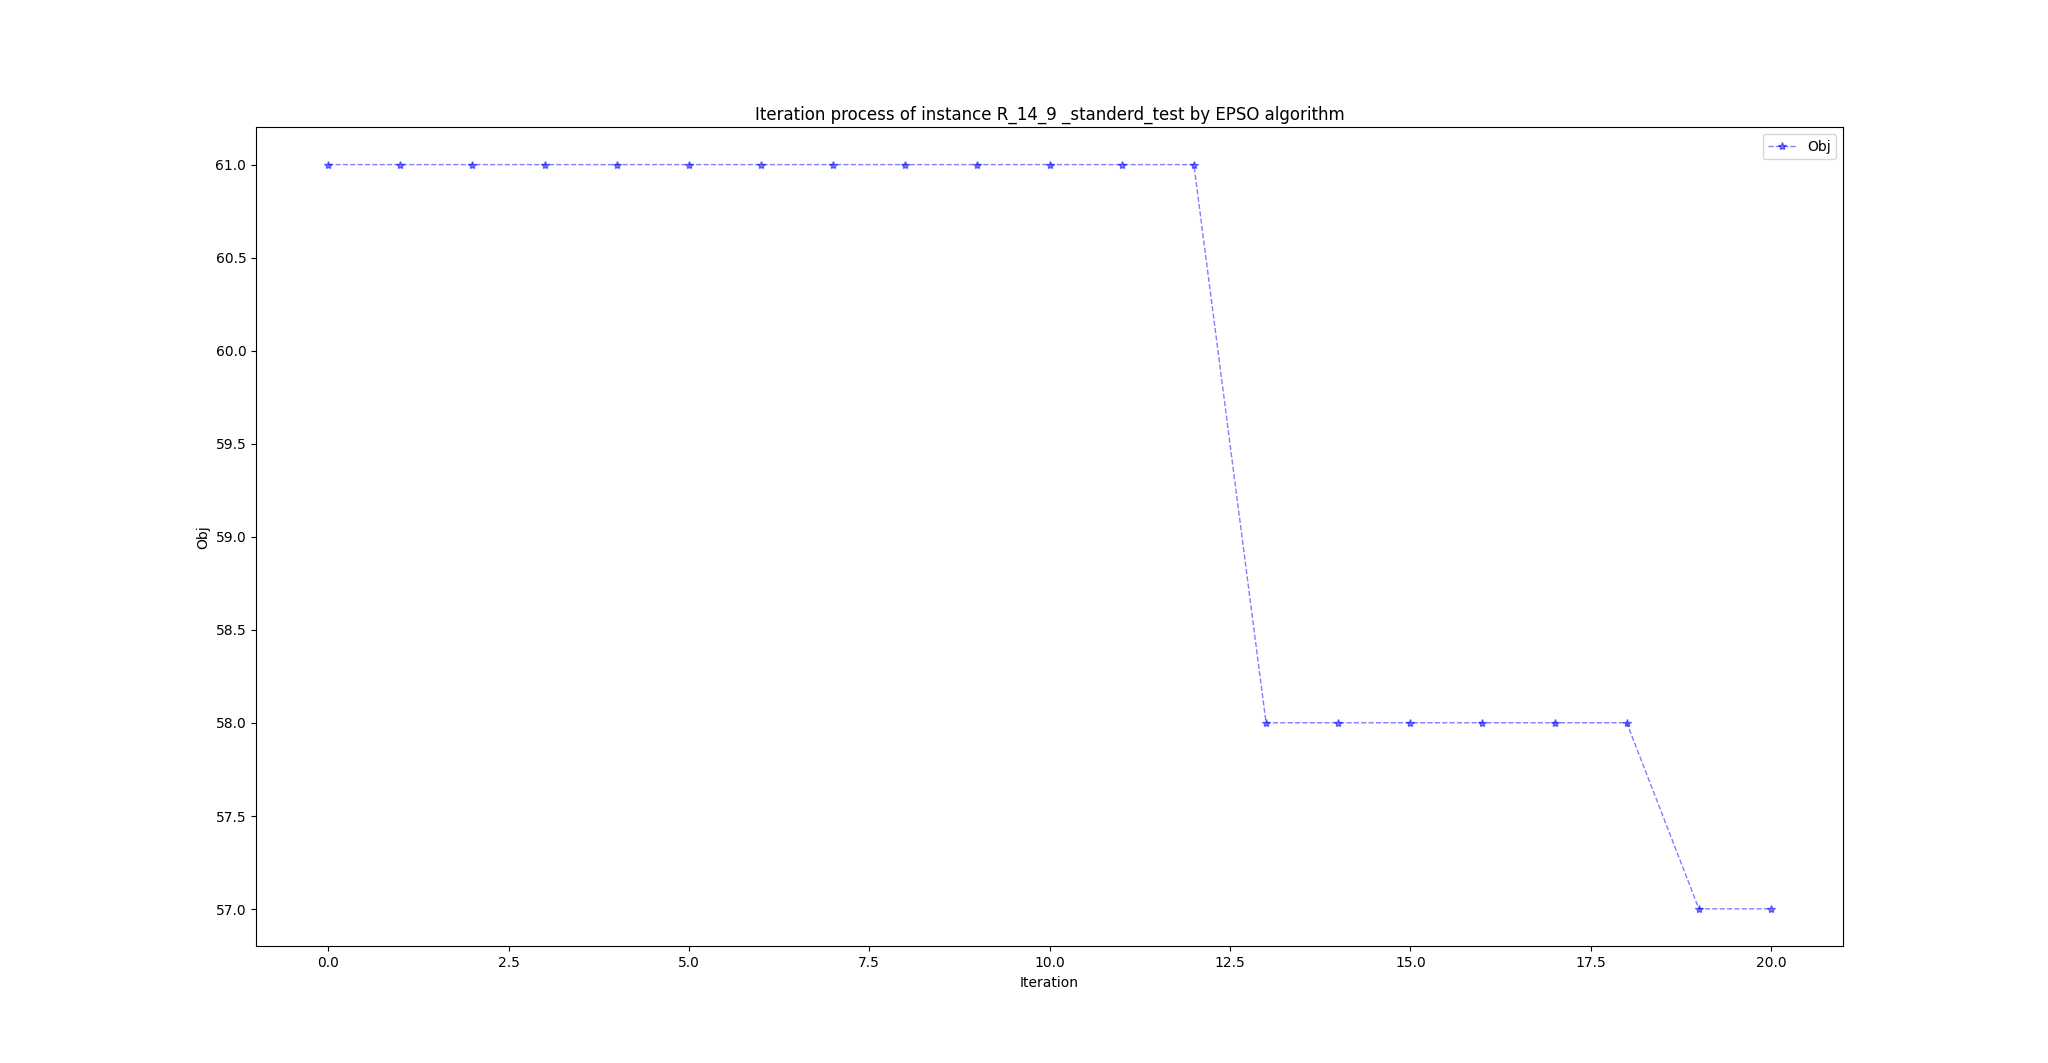 Iteration process of instance R_14_9 _standerd_test by EPSO algorithm
Obj
61.0
60.5
60.0
59.5
59.0
58.5
58.0
57.5
57.0
Obj
0.0 2.5 5.0 7.5 10.0 12.5 15.0 17.5 20.0
Iteration